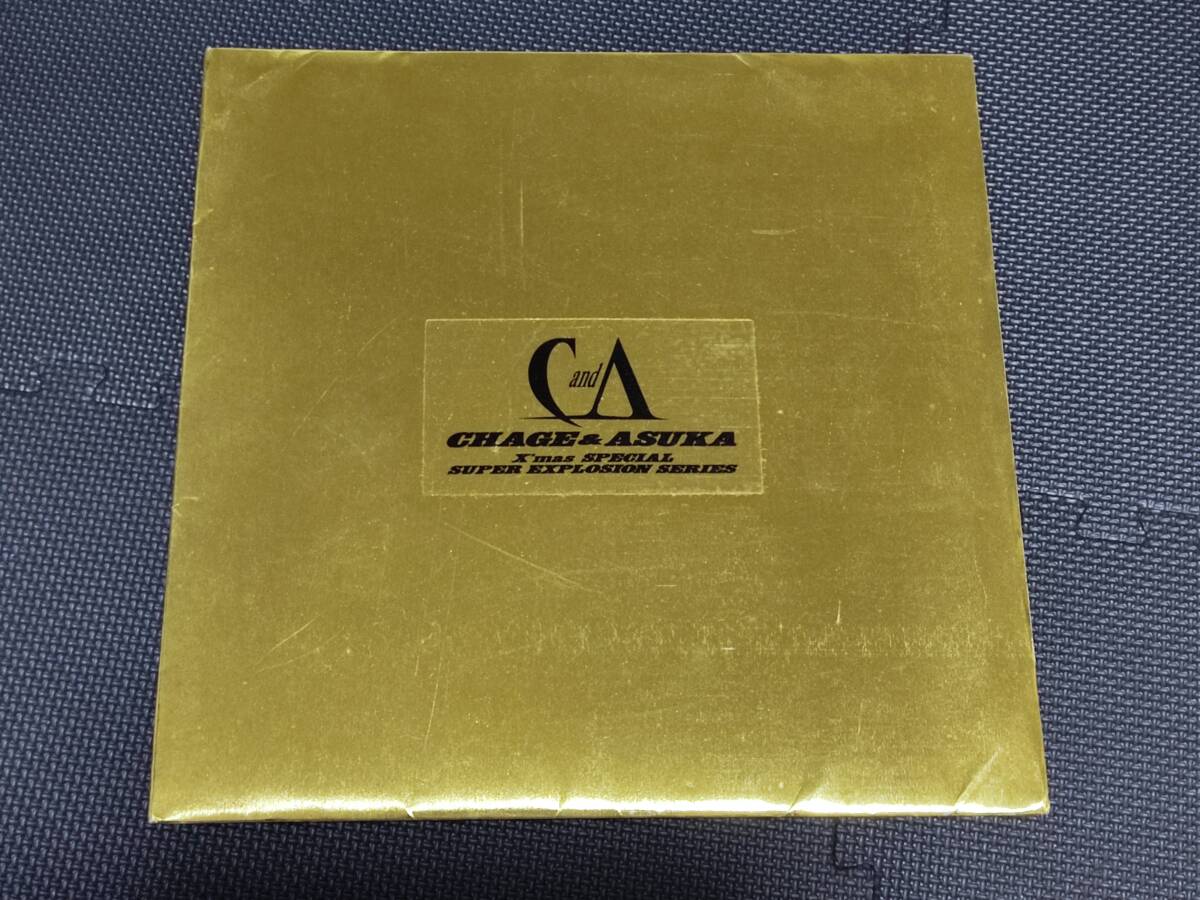 C and A
CHAGE & ASUKA
X'mas SPECIAL
SUPER EXPLOSION SERIES